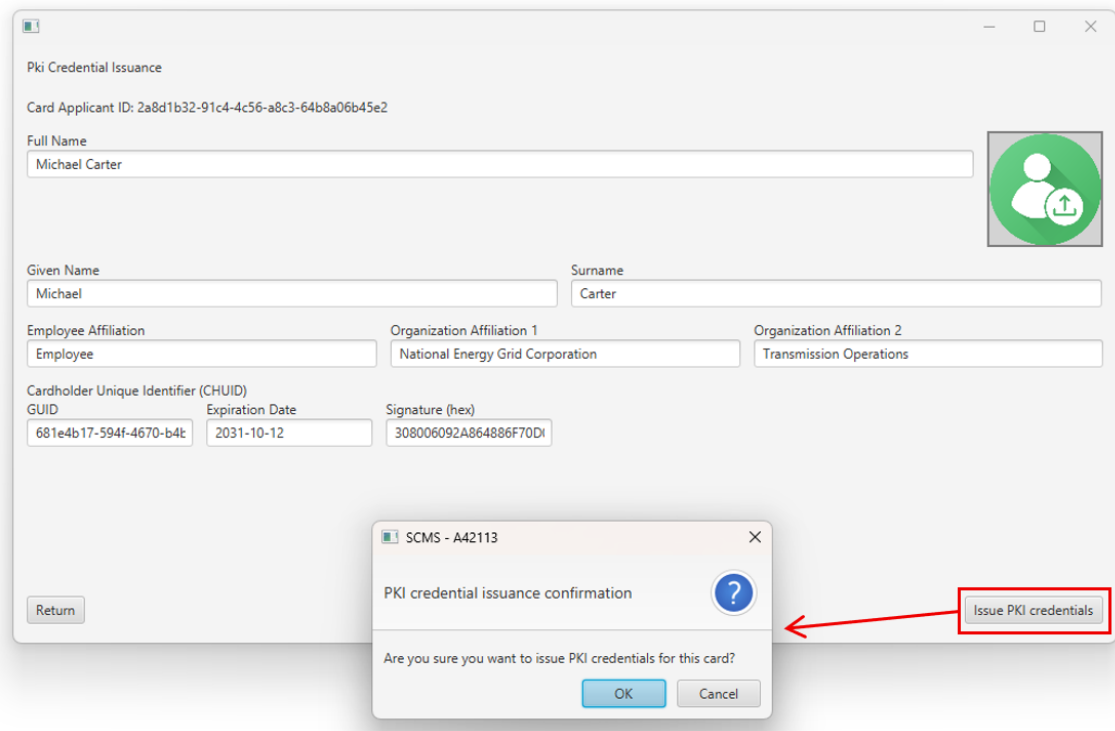 Pki Credential Issuance
Card Applicant ID: 2a8d1b32-91c4-4c56-a8c3-64b8a06b45e2
Full Name
Michael Carter
Given Name Surname
Michael Carter
Employee Affiliation Organization Affiliation 1 Organization Affiliation 2
Employee National Energy Grid Corporation Transmission Operations
Cardholder Unique Identifier (CHUID)
GUID Expiration Date Signature (hex)
681e4b17-594f-4670-b4b 2031-10-12 308006092A864886F70D
SCMS - A42113
PKI credential issuance confirmation
?
Return Issue PKI credentials
Are you sure you want to issue PKI credentials for this card?
OK Cancel